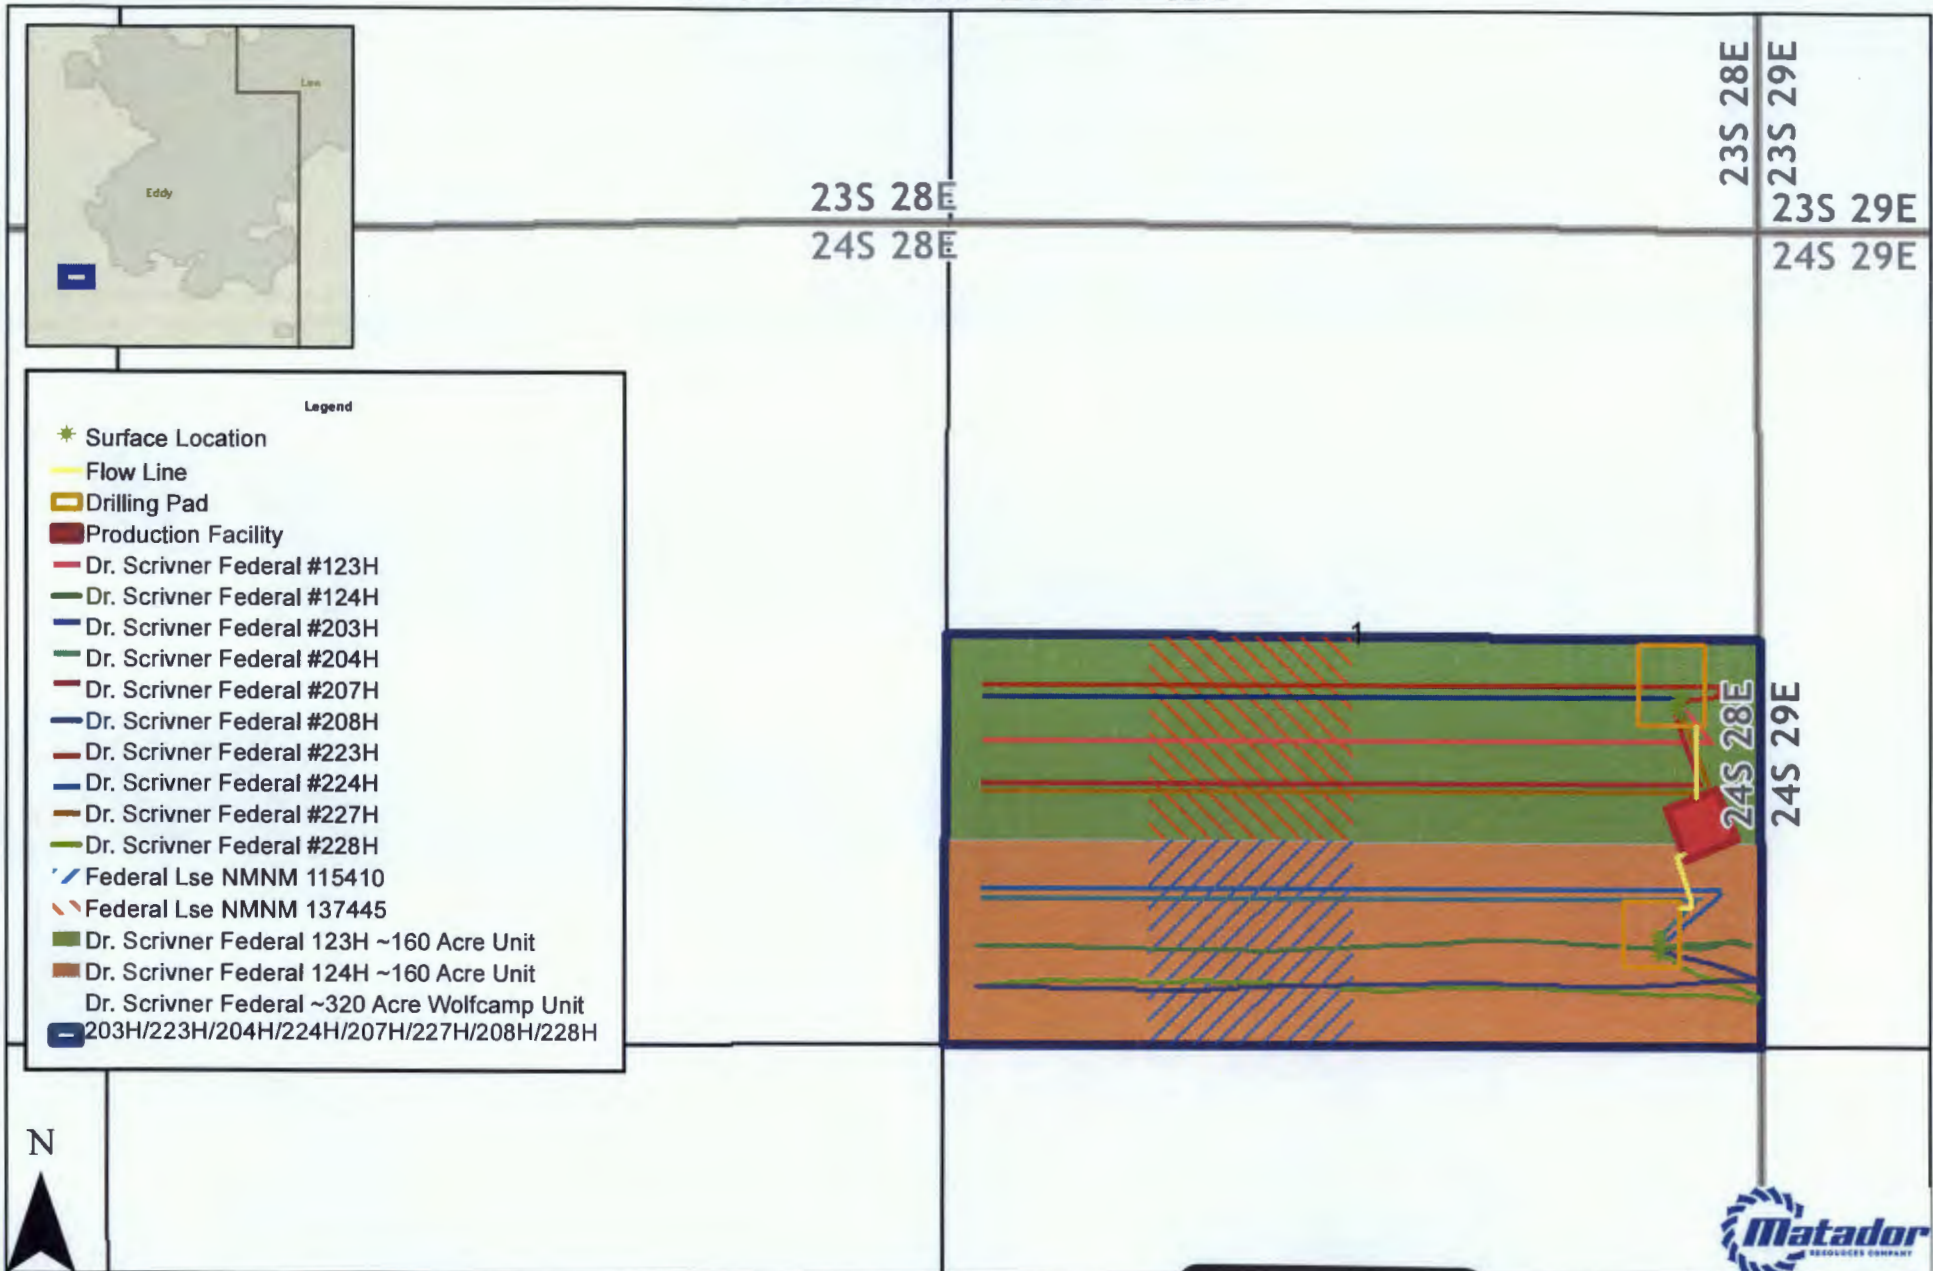 Lea
Eddy
23S 28E
23S 29E
23S 28E
24S 28E
23S 29E
24S 29E
Legend
Surface Location
Flow Line
Drilling Pad
Production Facility
Dr. Scrivner Federal #123H
Dr. Scrivner Federal #124H
Dr. Scrivner Federal #203H
Dr. Scrivner Federal #204H
Dr. Scrivner Federal #207H
Dr. Scrivner Federal #208H
Dr. Scrivner Federal #223H
Dr. Scrivner Federal #224H
Dr. Scrivner Federal #227H
Dr. Scrivner Federal #228H
Federal Lse NMNM 115410
Federal Lse NMNM 137445
Dr. Scrivner Federal 123H ~160 Acre Unit
Dr. Scrivner Federal 124H ~160 Acre Unit
Dr. Scrivner Federal ~320 Acre Wolfcamp Unit
203H/223H/204H/224H/207H/227H/208H/228H
1
24S 28E
24S 29E
N
Matador
RESOURCES COMPANY